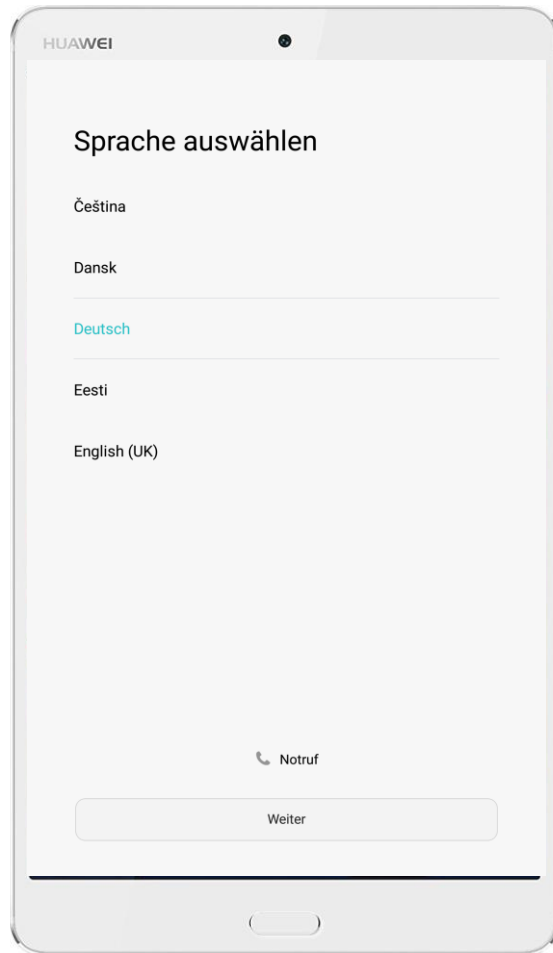 HUAWEI
Sprache auswählen
Čeština
Dansk
Deutsch
Eesti
English (UK)
Notruf
Weiter